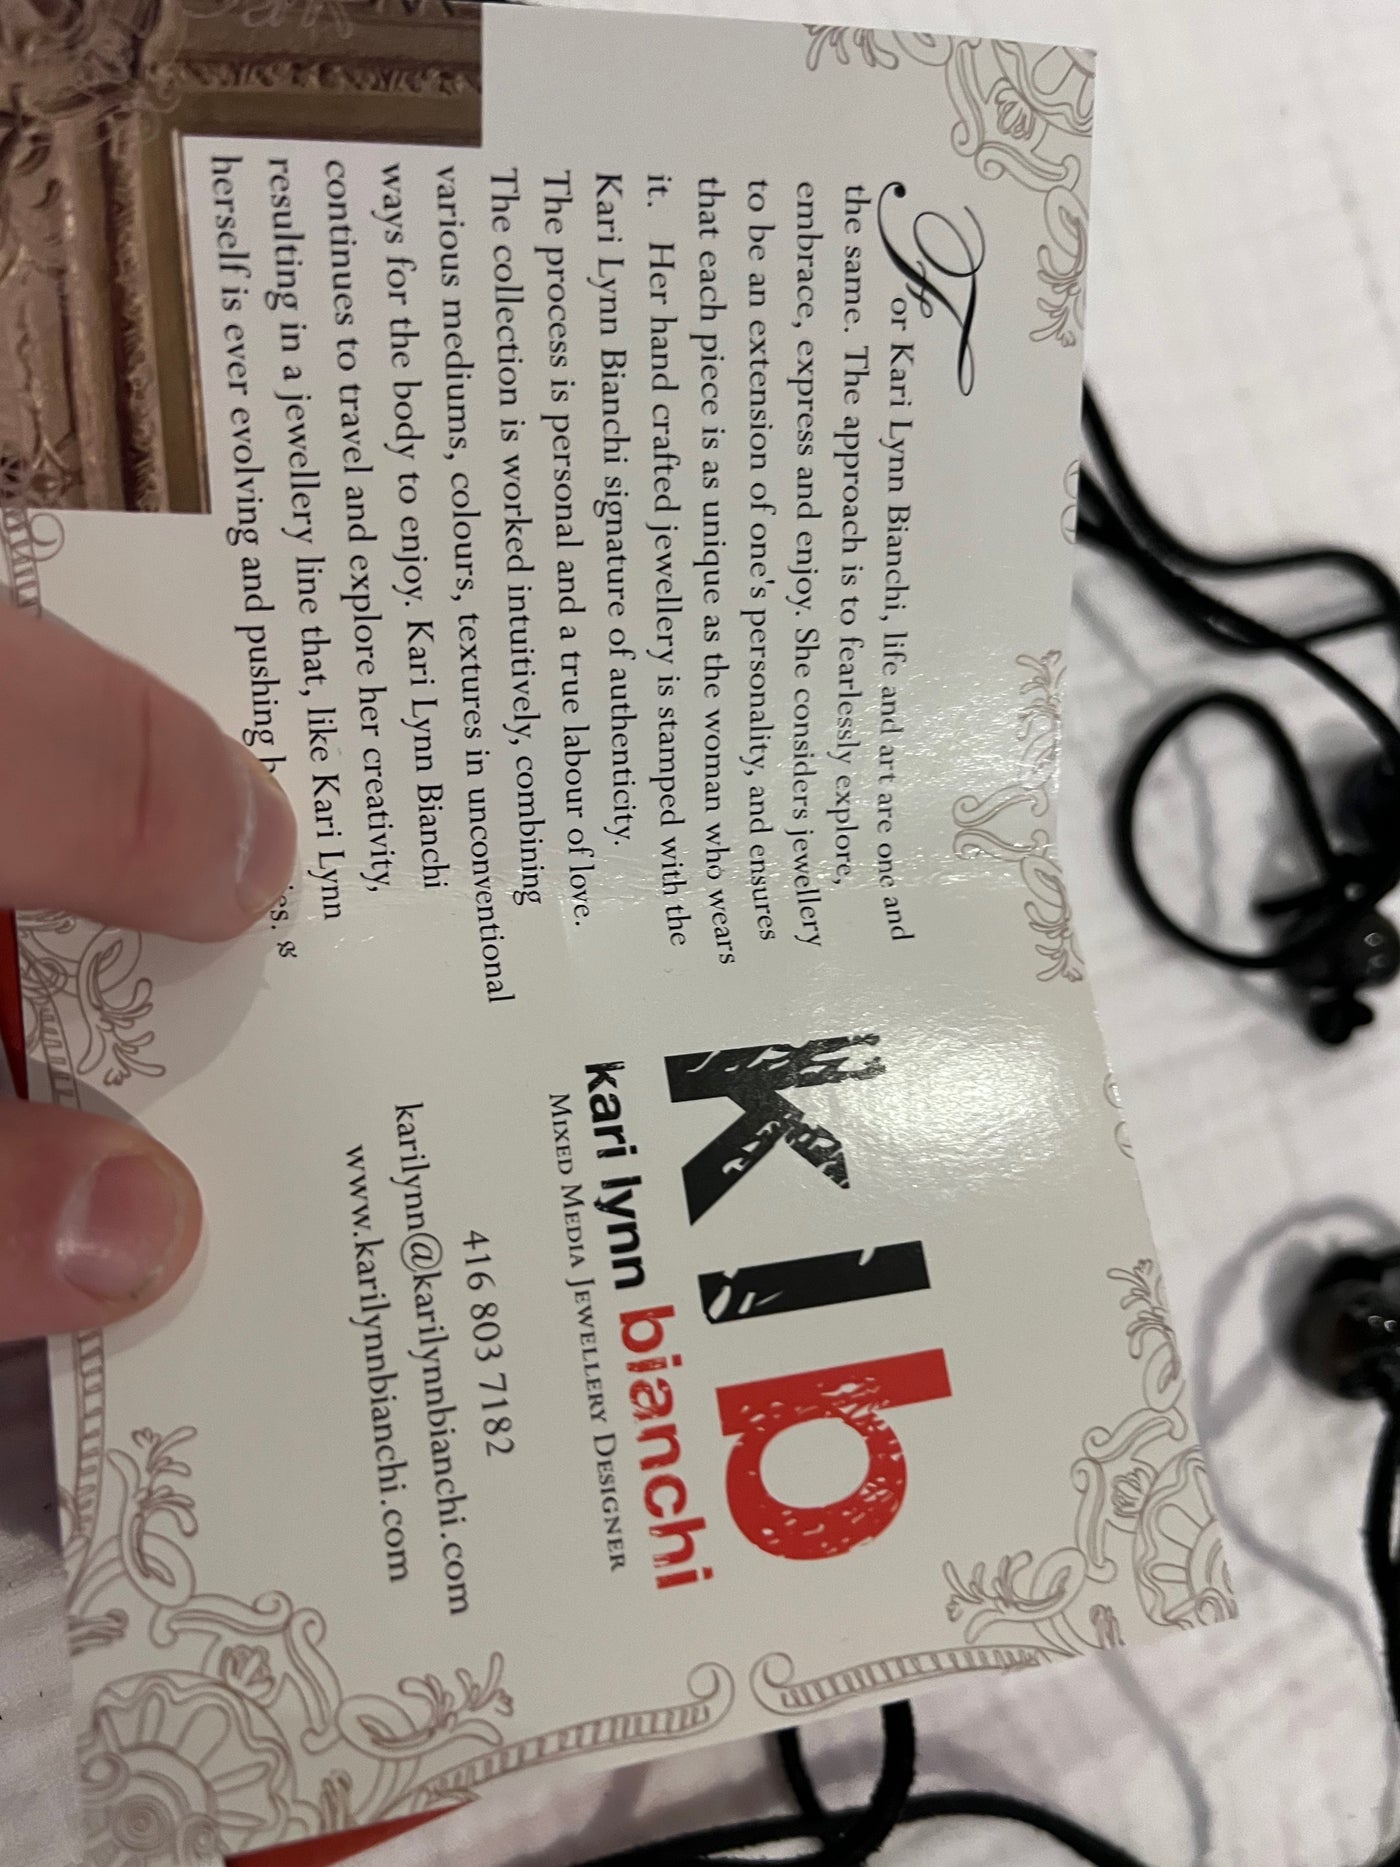 For Kari Lynn Bianchi, life and art are one and
the same. The approach is to fearlessly explore,
embrace, express and enjoy. She considers jewellery
to be an extension of one's personality, and ensures
that each piece is as unique as the woman who wears
it. Her hand crafted jewellery is stamped with the
Kari Lynn Bianchi signature of authenticity.
The process is personal and a true labour of love.
The collection is worked intuitively, combining
various mediums, colours, textures in unconventional
ways for the body to enjoy. Kari Lynn Bianchi
continues to travel and explore her creativity,
resulting in a jewellery line that, like Kari Lynn
herself is ever evolving and pushing
klb
kari lynn bianchi
MIXED MEDIA JEWELLERY DESIGNER
416 803 7182
karilynn@karilynnbianchi.com
www.karilynnbianchi.com